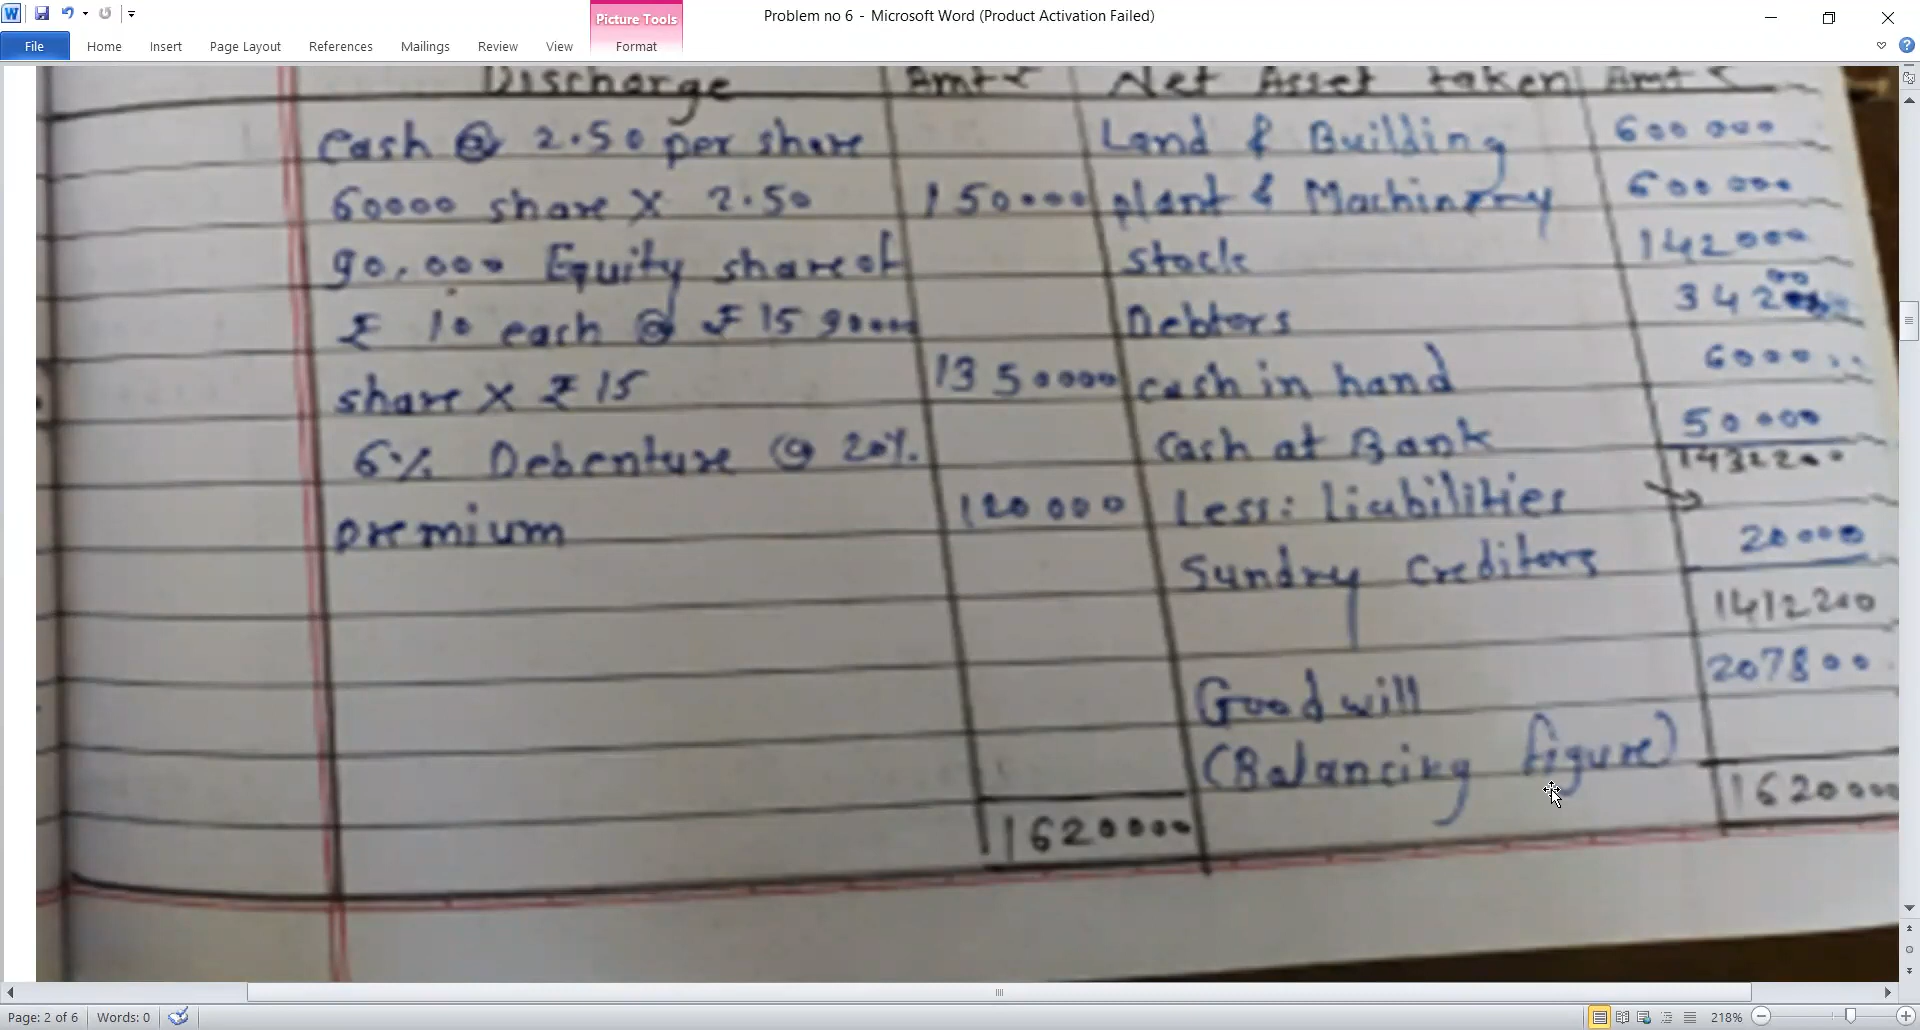 Picture Tools
Problem no 6 - Microsoft Word (Product Activation Failed)
File Home Insert Page Layout References Mailings Review View Format
Discharge Amt ₹ Net Asset taken Amt ₹
Cash @ 2.50 per share Land & Building 600000
60000 share X 2.50 150000 plant & Machinery 600000
90,000 Equity share of Stock 142000
₹ 10 each @ ₹ 15 90000 Debtors 34200
share X ₹ 15 1350000 cash in hand 6000
6% Debenture @ 20% Cash at Bank 50000
1432200
premium 120000 Less: Liabilities
Sundry Creditors 20000
1412200
Goodwill 207800
(Balancing figure)
1620000 1620000
Page: 2 of 6 Words: 0 218%